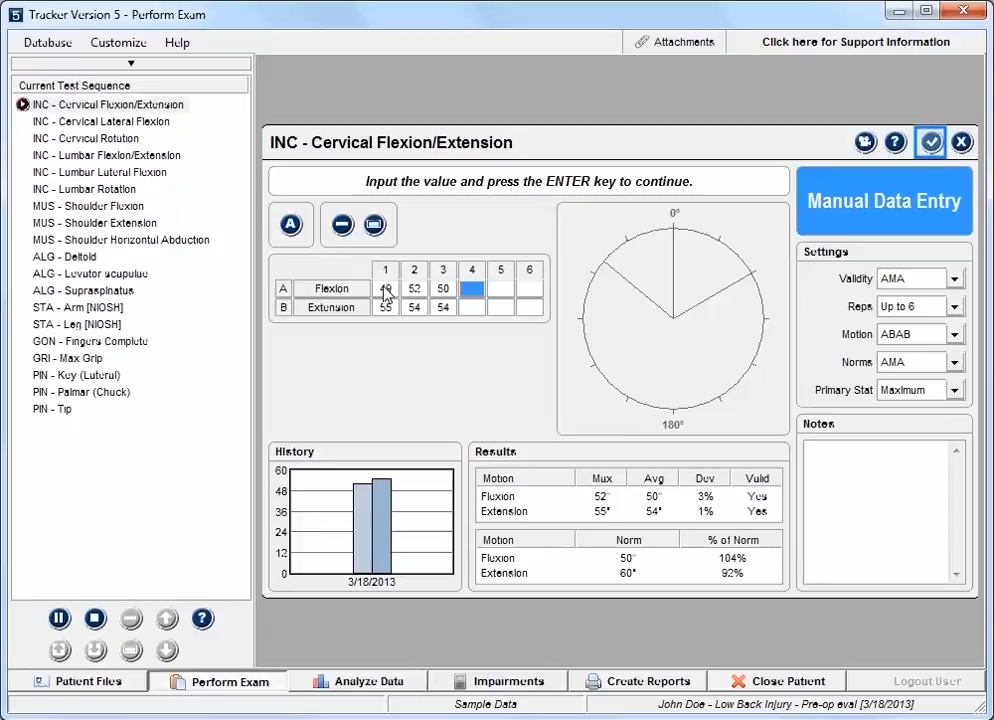 Tracker Version 5 - Perform Exam
Database Customize Help
Attachments
Click here for Support Information
Current Test Sequence
INC - Cervical Flexion/Extension
INC - Cervical Lateral Flexion
INC - Cervical Rotation
INC - Lumbar Flexion/Extension
INC - Lumbar Lateral Flexion
INC - Lumbar Rotation
MUS - Shoulder Flexion
MUS - Shoulder Extension
MUS - Shoulder Horizontal Abduction
ALG - Deltoid
ALG - Levator scapulae
ALG - Supraspinatus
STA - Arm [NIOSH]
STA - Leg [NIOSH]
GON - Fingers Complete
GRI - Max Grip
PIN - Key (Lateral)
PIN - Palmar (Chuck)
PIN - Tip
INC - Cervical Flexion/Extension
Input the value and press the ENTER key to continue.
A
1 2 3 4 5 6
A Flexion 52 50
B Extension 55 54 54
0°
180°
Manual Data Entry
Settings
Validity AMA
Reps Up to 6
Motion ABAB
Norms AMA
Primary Stat Maximum
Notes
History
60
48
36
24
12
0
3/18/2013
Results
Motion Max Avg Dev Valid
Flexion 52° 50° 3% Yes
Extension 55° 54° 1% Yes
Motion Norm % of Norm
Flexion 50° 104%
Extension 60° 92%
Patient Files Perform Exam Analyze Data Impairments Create Reports Close Patient Logout User
Sample Data
John Doe - Low Back Injury - Pre-op eval [3/18/2013]